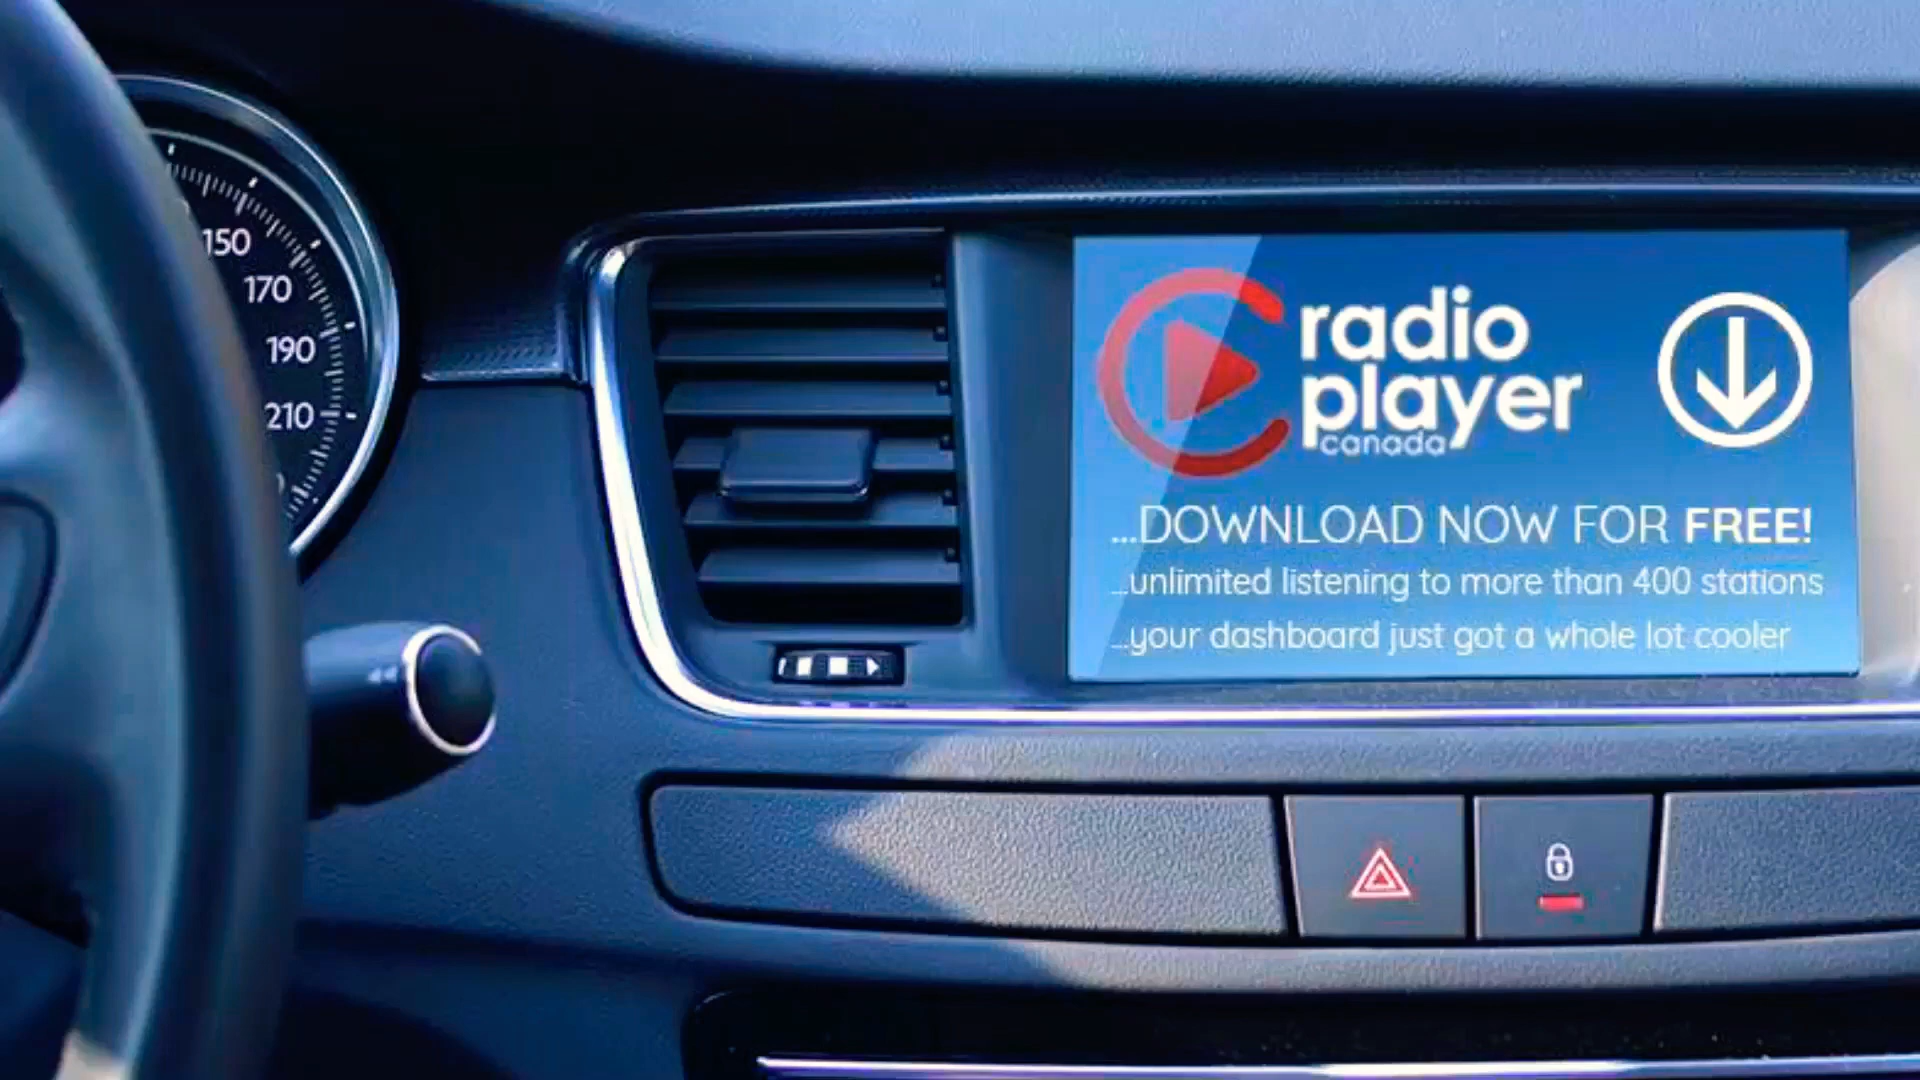 150
170
190
210
radio
player
canada
...DOWNLOAD NOW FOR FREE!
...unlimited listening to more than 400 stations
...your dashboard just got a whole lot cooler